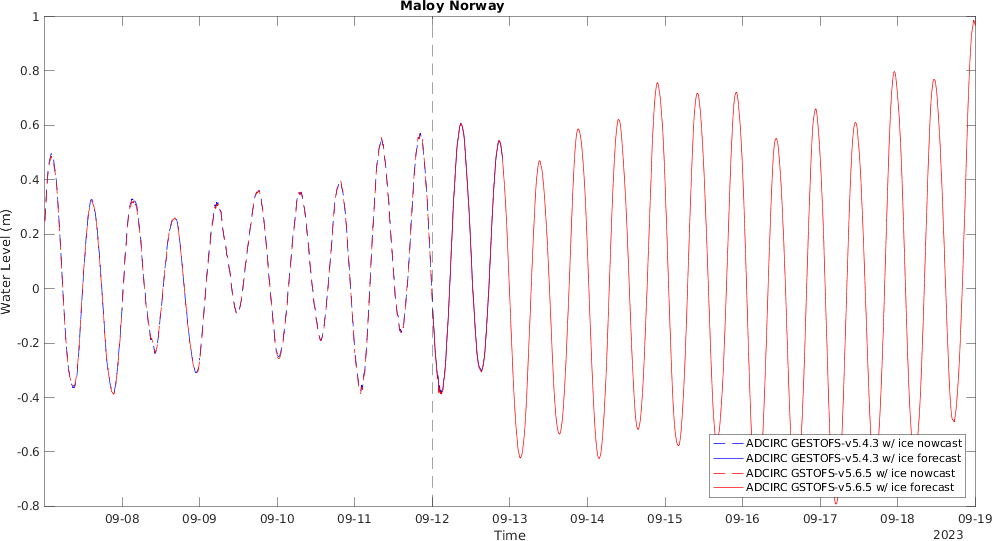 Maloy Norway
1
0.8
0.6
0.4
0.2
0
-0.2
-0.4
-0.6
-0.8
Water Level (m)
ADCIRC GESTOFS-v5.4.3 w/ ice nowcast
ADCIRC GESTOFS-v5.4.3 w/ ice forecast
ADCIRC GSTOFS-v5.6.5 w/ ice nowcast
ADCIRC GSTOFS-v5.6.5 w/ ice forecast
09-08 09-09 09-10 09-11 09-12 09-13 09-14 09-15 09-16 09-17 09-18 09-19
Time
2023